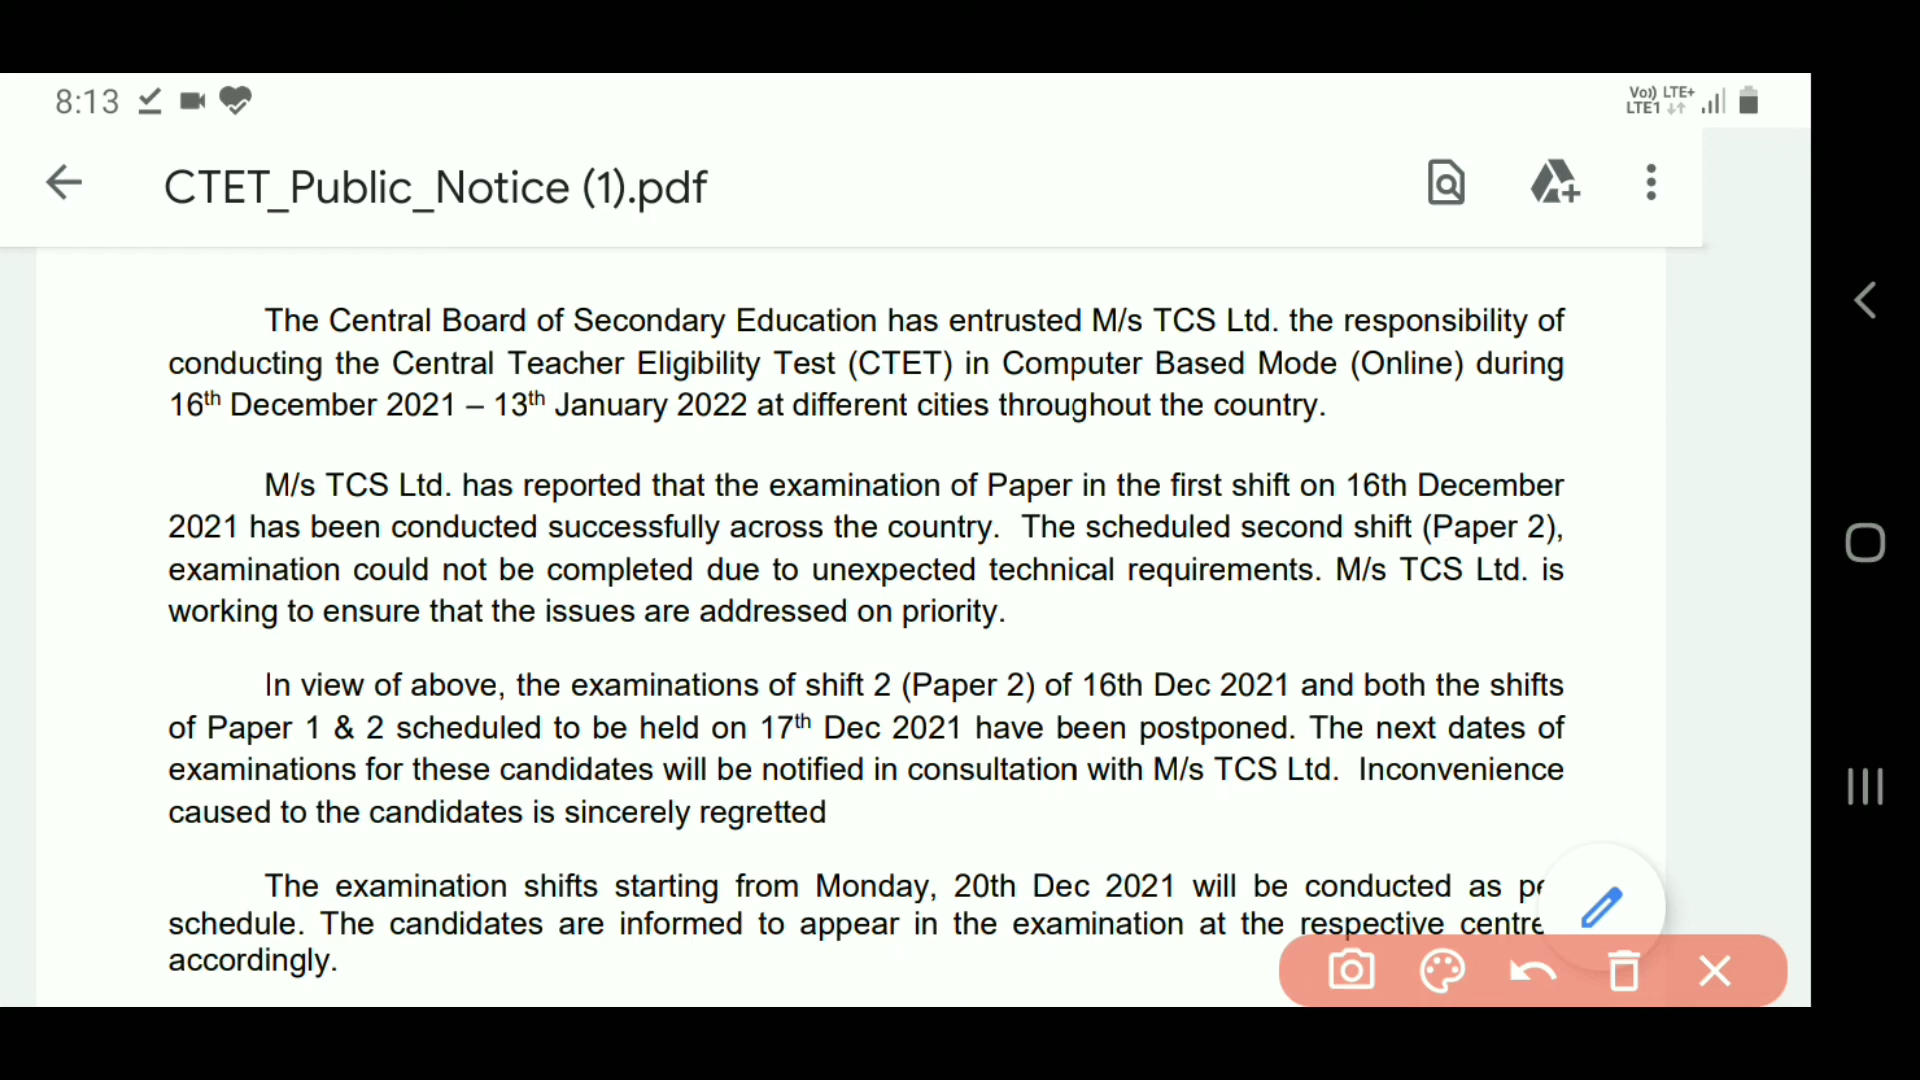 8:13
Vo)) LTE+
LTE1
CTET_Public_Notice (1).pdf
The Central Board of Secondary Education has entrusted M/s TCS Ltd. the responsibility of
conducting the Central Teacher Eligibility Test (CTET) in Computer Based Mode (Online) during
16th December 2021 – 13th January 2022 at different cities throughout the country.
M/s TCS Ltd. has reported that the examination of Paper in the first shift on 16th December
2021 has been conducted successfully across the country. The scheduled second shift (Paper 2),
examination could not be completed due to unexpected technical requirements. M/s TCS Ltd. is
working to ensure that the issues are addressed on priority.
In view of above, the examinations of shift 2 (Paper 2) of 16th Dec 2021 and both the shifts
of Paper 1 & 2 scheduled to be held on 17th Dec 2021 have been postponed. The next dates of
examinations for these candidates will be notified in consultation with M/s TCS Ltd. Inconvenience
caused to the candidates is sincerely regretted
The examination shifts starting from Monday, 20th Dec 2021 will be conducted as
schedule. The candidates are informed to appear in the examination at the respective centre
accordingly.